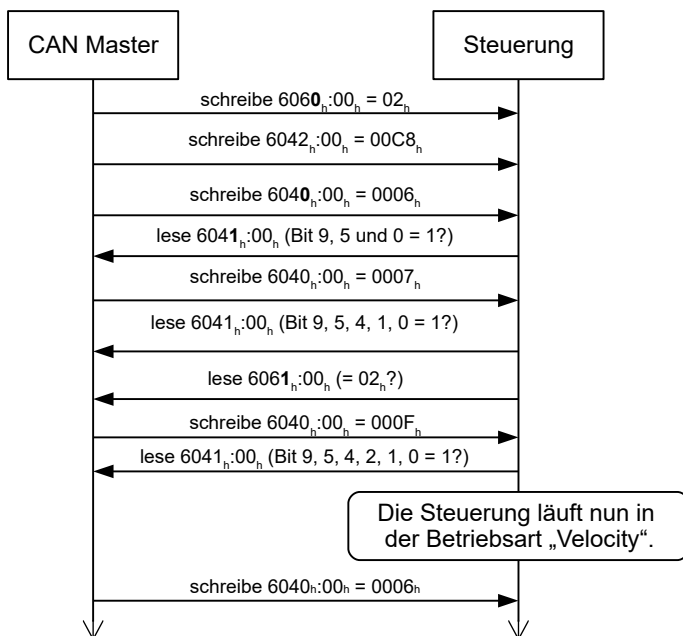 CAN Master
Steuerung
schreibe 6060h:00h = 02h
schreibe 6042h:00h = 00C8h
schreibe 6040h:00h = 0006h
lese 6041h:00h (Bit 9, 5 und 0 = 1?)
schreibe 6040h:00h = 0007h
lese 6041h:00h (Bit 9, 5, 4, 1, 0 = 1?)
lese 6061h:00h (= 02h?)
schreibe 6040h:00h = 000Fh
lese 6041h:00h (Bit 9, 5, 4, 2, 1, 0 = 1?)
Die Steuerung läuft nun in
der Betriebsart „Velocity“.
schreibe 6040h:00h = 0006h